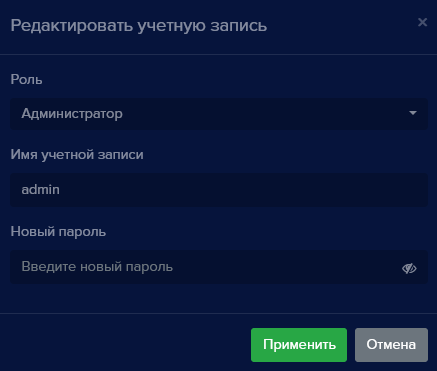 Редактировать учетную запись
×
Роль
Администратор
Имя учетной записи
admin
Новый пароль
Введите новый пароль
Применить
Отмена